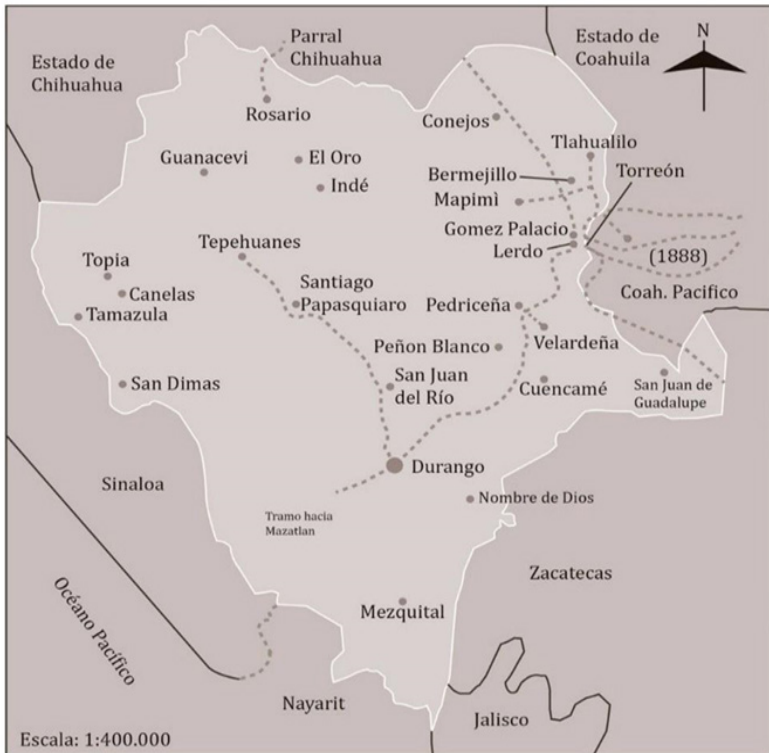 Parral
Chihuahua
Estado de
Chihuahua
Estado de
Coahuila
N
Rosario
Conejos
Tlahualilo
Guanacevi
El Oro
Bermejillo
Torreón
Indé
Mapimì
Gomez Palacio
Tepehuanes
Lerdo
(1888)
Topia
Santiago
Papasquiaro
Canelas
Pedriceña
Coah. Pacifico
Tamazula
Velardeña
Peñon Blanco
San Dimas
San Juan
del Río
Cuencamé
San Juan de
Guadalupe
Durango
Sinaloa
Nombre de Dios
Tramo hacia
Mazatlan
Zacatecas
Océano Pacífico
Mezquital
Nayarit
Jalisco
Escala: 1:400.000